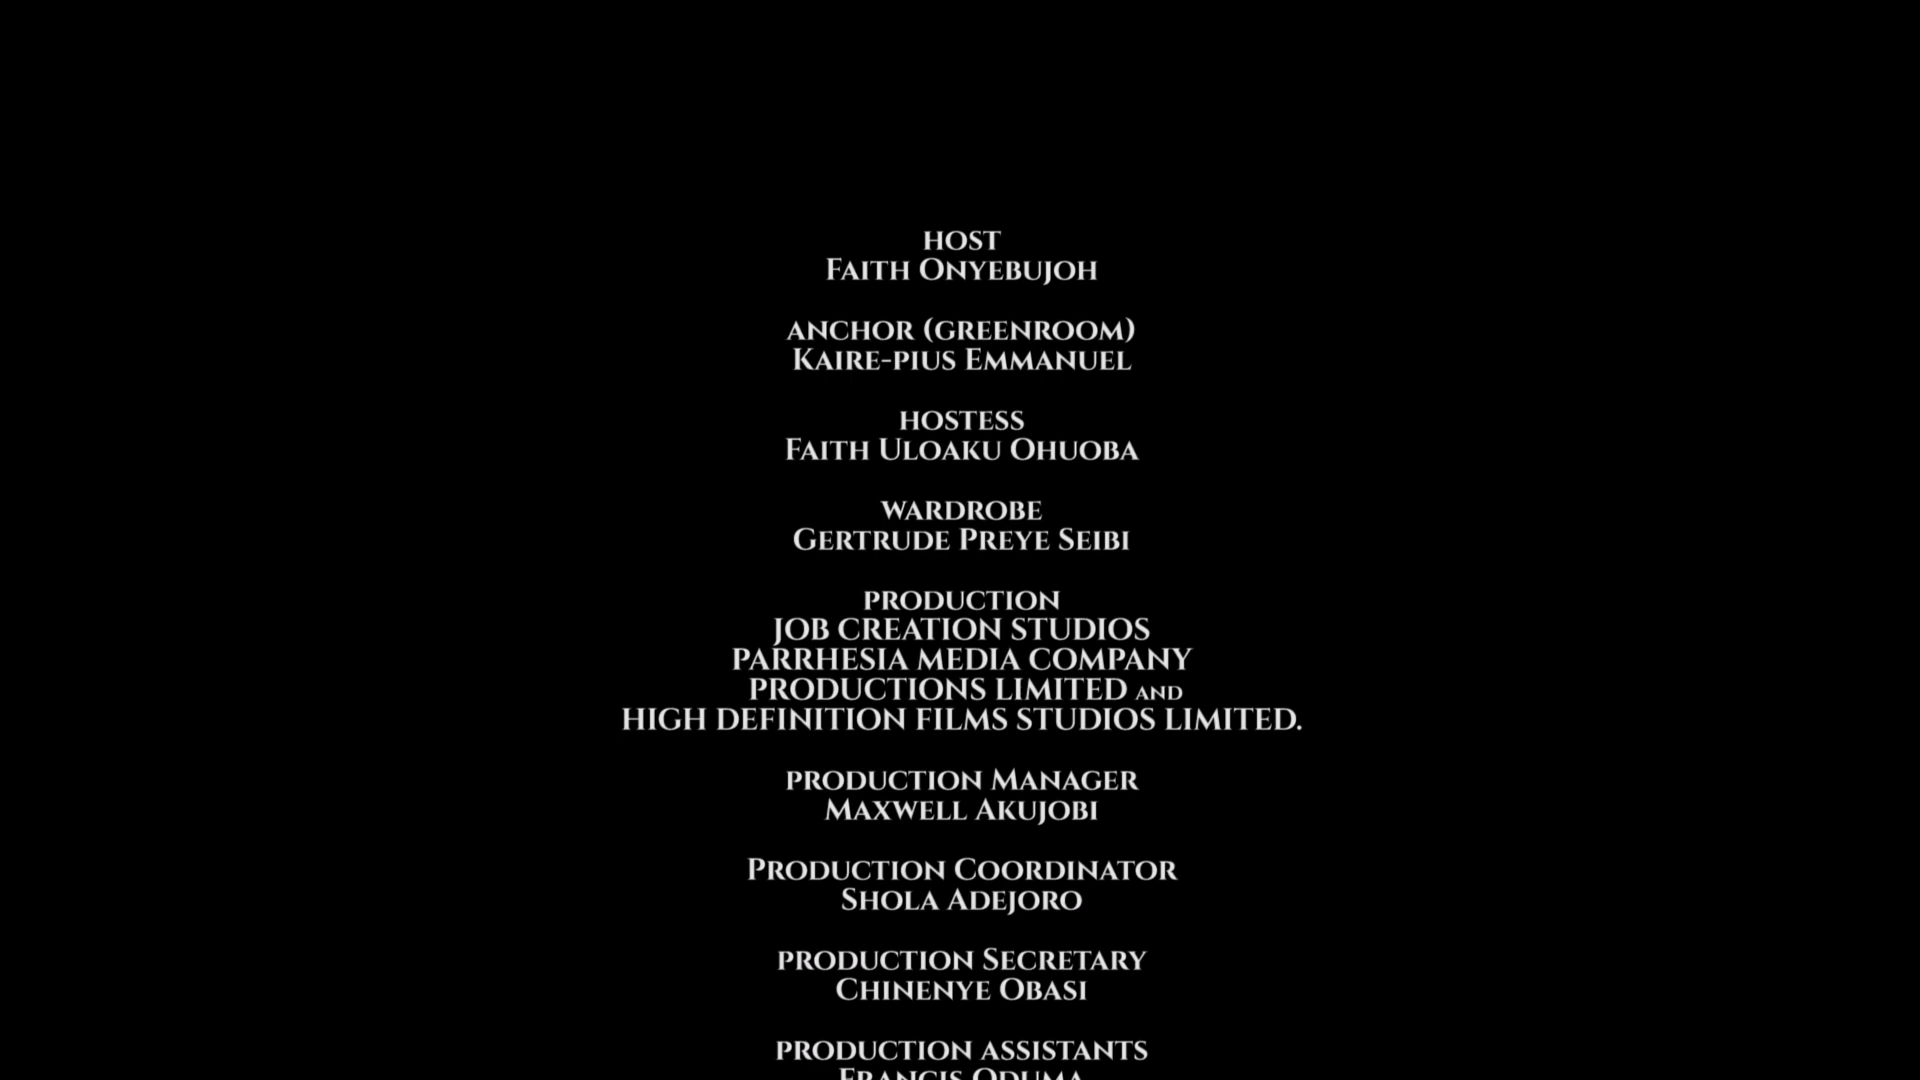 HOST
FAITH ONYEBUJOH
ANCHOR (GREENROOM)
KAIRE-PIUS EMMANUEL
HOSTESS
FAITH ULOAKU OHUOBA
WARDROBE
GERTRUDE PREYE SEIBI
PRODUCTION
JOB CREATION STUDIOS
PARRHESIA MEDIA COMPANY
PRODUCTIONS LIMITED AND
HIGH DEFINITION FILMS STUDIOS LIMITED.
PRODUCTION MANAGER
MAXWELL AKUJOBI
PRODUCTION COORDINATOR
SHOLA ADEJORO
PRODUCTION SECRETARY
CHINENYE OBASI
PRODUCTION ASSISTANTS
FRANCIS ODUMA